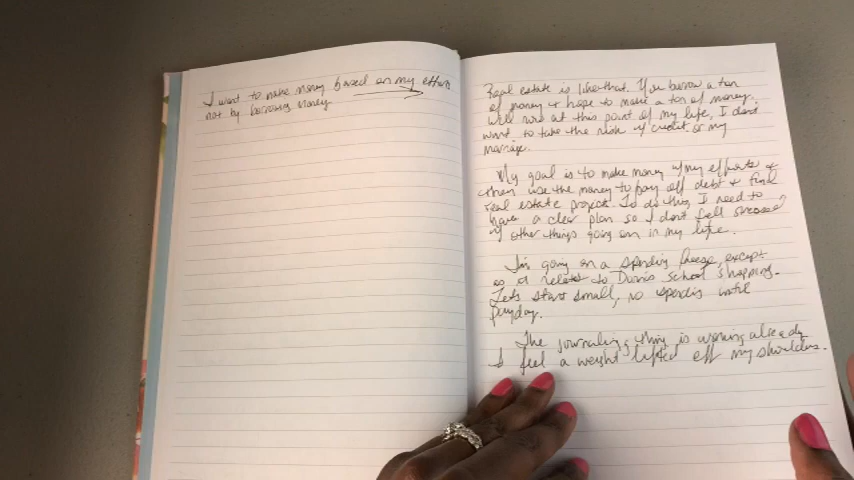 I want to make money based on my efforts
not by borrowing money
Real estate is like that. You borrow a ton
of money & hope to make a ton of money.
Well at this point of my life, I don't
want to take the risk w/ credit or my
marriage.
My goal is to make money w/ my efforts &
then use the money to pay off debt & fund
real estate project. To do this I need to
have a clear plan so I don't fell
w/ other things going on in my life.
I'm going on a spending freeze, except
as it relates to School shopping.
Lets start small, no spending until
payday.
The journaling thing is working already
I feel a weight lifted off my shoulders.